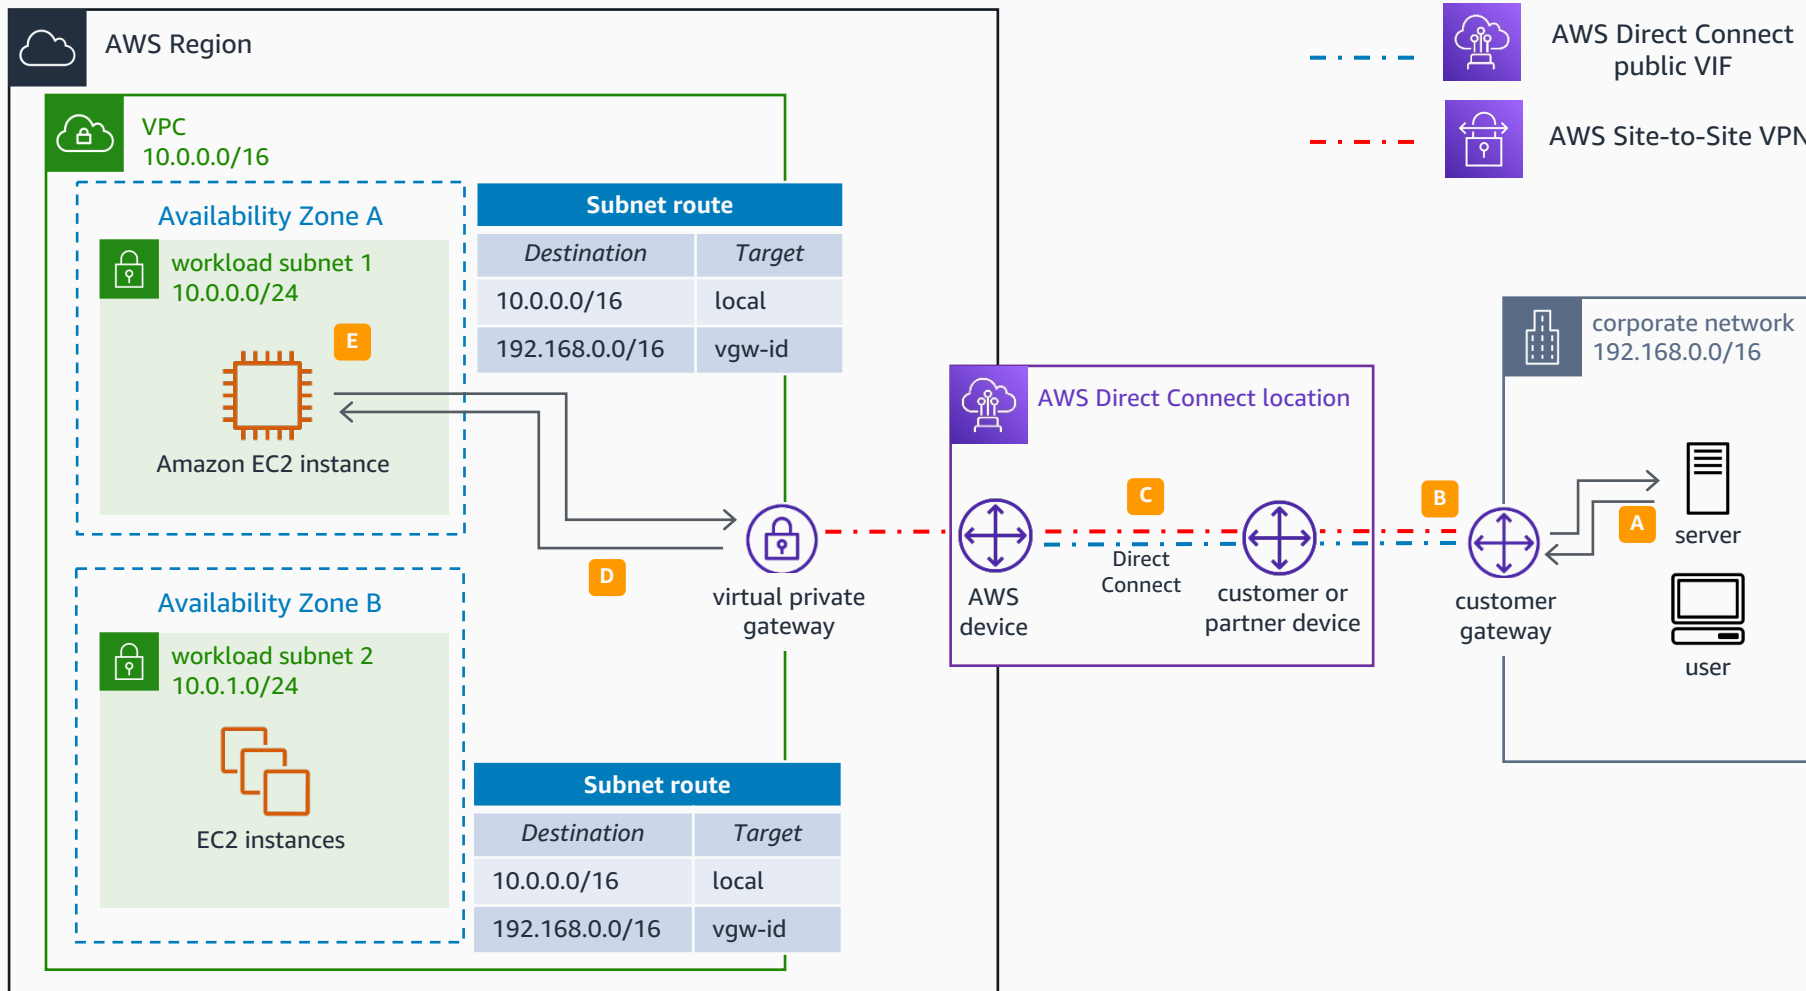 AWS Region
VPC
10.0.0.0/16
Availability Zone A
workload subnet 1
10.0.0.0/24
E
Amazon EC2 instance
Subnet route
Destination Target
10.0.0.0/16 local
192.168.0.0/16 vgw-id
D
virtual private
gateway
Availability Zone B
workload subnet 2
10.0.1.0/24
EC2 instances
Subnet route
Destination Target
10.0.0.0/16 local
192.168.0.0/16 vgw-id
AWS Direct Connect
public VIF
AWS Site-to-Site VPN
AWS Direct Connect location
AWS
device
C
Direct
Connect
customer or
partner device
B
customer
gateway
corporate network
192.168.0.0/16
A
server
user